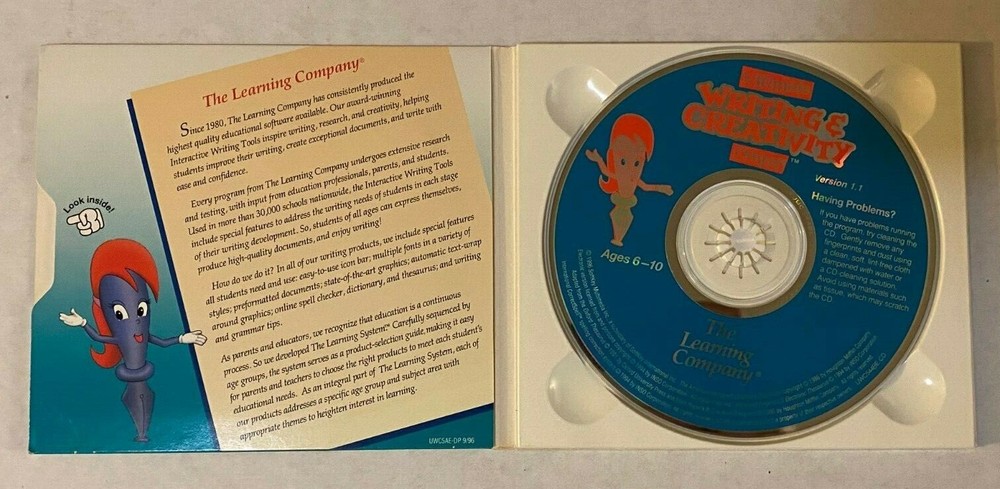 The Learning Company®
Since 1980, The Learning Company has consistently produced the
highest quality educational software available. Our award-winning
Interactive Writing Tools inspire writing, research, and creativity, helping
students improve their writing, create exceptional documents, and write with
ease and confidence.
Every program from The Learning Company undergoes extensive research
and testing, with input from education professionals, parents, and students.
Used in more than 30,000 schools nationwide, the Interactive Writing Tools
include special features to address the writing needs of students in each stage
of their writing development. So, students of all ages can express themselves,
produce high-quality documents, and enjoy writing!
How do we do it? In all of our writing products, we include special features
all students need and use: easy-to-use icon bar; multiple fonts in a variety of
styles; preformatted documents; state-of-the-art graphics; automatic text-wrap
around graphics; online spell checker, dictionary, and thesaurus; and writing
and grammar tips.
As parents and educators, we recognize that education is a continuous
process. So we developed The Learning System.™ Carefully sequenced by
age groups, the system serves as a product-selection guide, making it easy
for parents and teachers to choose the right products to meet each student's
educational needs. As an integral part of The Learning System, each of
our products addresses a specific age group and subject area with
appropriate themes to heighten interest in learning.
Look inside!
UWCSAE-DP 9/96
WRITING &
CREATIVITY
™
Version 1.1
Having Problems?
If you have problems running
the program, try cleaning the
CD. Gently remove any
fingerprints and dust using
a clean, soft, lint-free cloth
dampened with water or
a CD cleaning solution.
Avoid using materials such
as tissue, which may scratch
the CD.
Ages 6–10
The
Learning
Company®